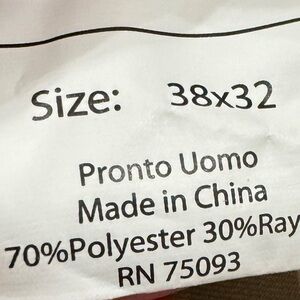 Size: 38x32
Pronto Uomo
Made in China
70%Polyester 30%Ray
RN 75093